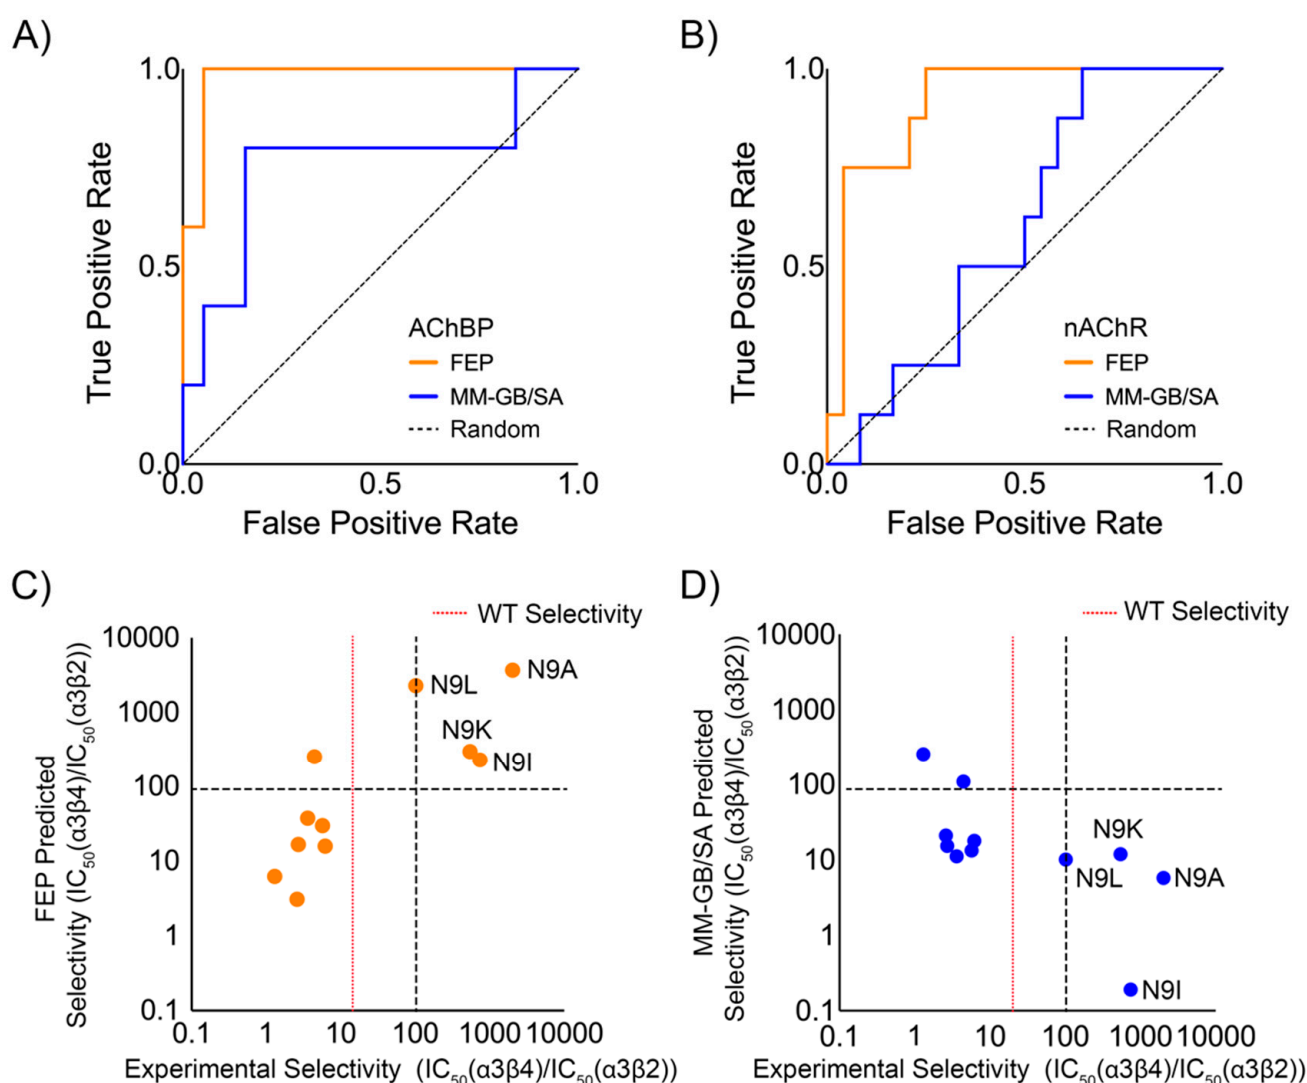 A)
1.0
0.5
0.0
0.0 0.5 1.0
True Positive Rate
False Positive Rate
AChBP
FEP
MM-GB/SA
Random
B)
1.0
0.5
0.0
0.0 0.5 1.0
True Positive Rate
False Positive Rate
nAChR
FEP
MM-GB/SA
Random
C)
WT Selectivity
10000
1000
100
10
1
0.1
0.1 1 10 100 1000 10000
FEP Predicted
Selectivity (IC50(α3β4)/IC50(α3β2))
N9A
N9L
N9K
N9I
Experimental Selectivity (IC50(α3β4)/IC50(α3β2))
D)
WT Selectivity
10000
1000
100
10
1
0.1
0.1 1 10 100 1000 10000
MM-GB/SA Predicted
Selectivity (IC50(α3β4)/IC50(α3β2))
N9K
N9L
N9A
N9I
Experimental Selectivity (IC50(α3β4)/IC50(α3β2))